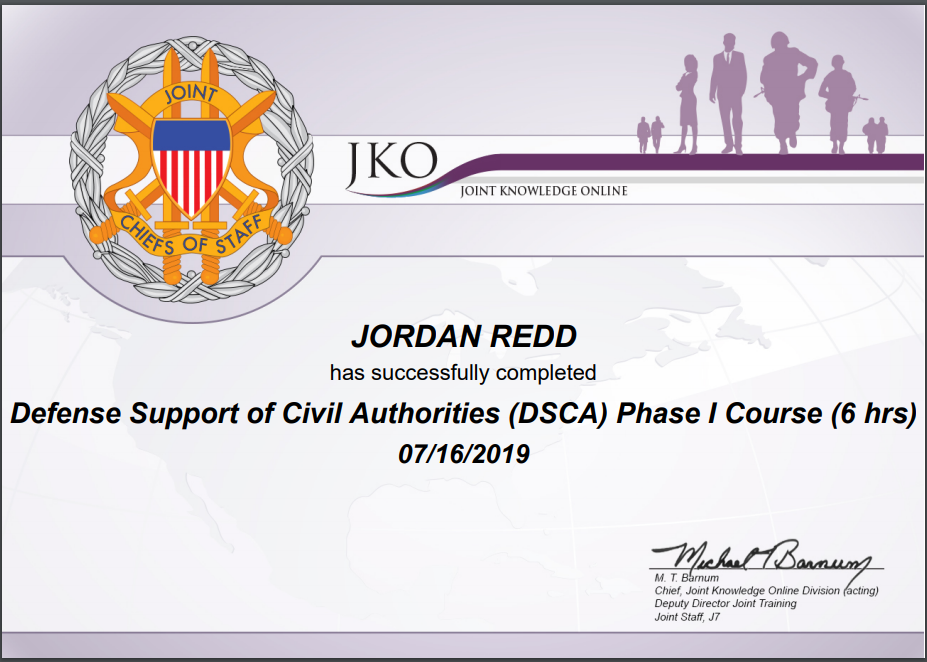 JOINT
CHIEFS OF STAFF
JKO
JOINT KNOWLEDGE ONLINE
JORDAN REDD
has successfully completed
Defense Support of Civil Authorities (DSCA) Phase I Course (6 hrs)
07/16/2019
Michael T Barnum
M. T. Barnum
Chief, Joint Knowledge Online Division (acting)
Deputy Director Joint Training
Joint Staff, J7